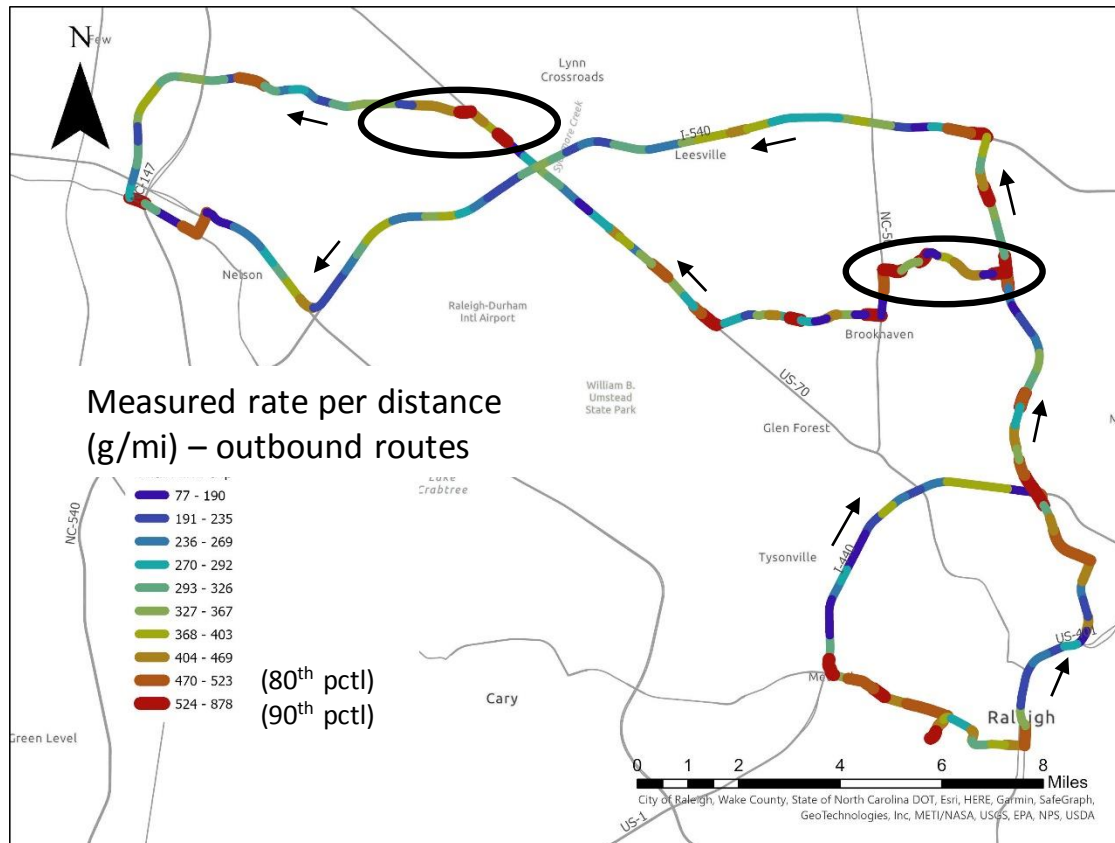 N
Few
Lynn
Crossroads
Sycamore Creek
I-540
Leesville
NC-147
Nelson
Raleigh-Durham
Intl Airport
Brookhaven
US-70
William B.
Umstead
State Park
Glen Forest
Measured rate per distance
(g/mi) – outbound routes
Lake
Crabtree
NC-540
77 - 190
191 - 235
236 - 269
270 - 292
293 - 326
327 - 367
368 - 403
404 - 469
470 - 523 (80th pctl)
524 - 878 (90th pctl)
Tysonville
I-440
US-401
Cary
Raleigh
Green Level
US-1
0 1 2 4 6 8
Miles
City of Raleigh, Wake County, State of North Carolina DOT, Esri, HERE, Garmin, SafeGraph,
GeoTechnologies, Inc, METI/NASA, USGS, EPA, NPS, USDA